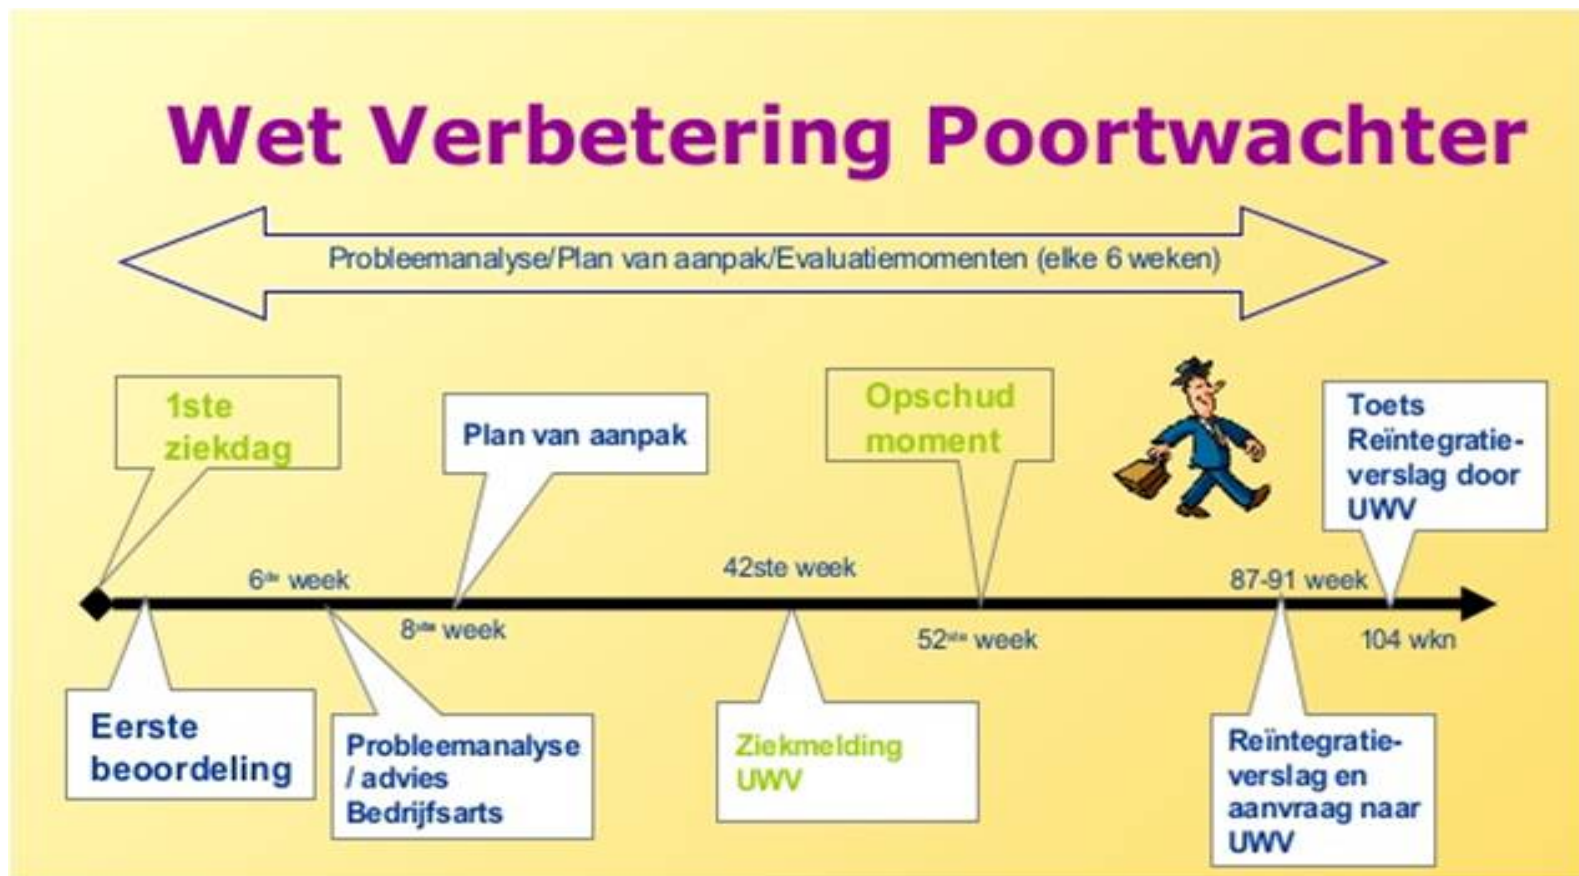 Wet Verbetering Poortwachter
Probleemanalyse/Plan van aanpak/Evaluatiemomenten (elke 6 weken)
1ste
ziekdag
Plan van aanpak
Opschud
moment
Toets
Reïntegratie-
verslag door
UWV
6de week
8ste week
42ste week
52ste week
87-91 week
104 wkn
Eerste
beoordeling
Probleemanalyse
/ advies
Bedrijfsarts
Ziekmelding
UWV
Reïntegratie-
verslag en
aanvraag naar
UWV